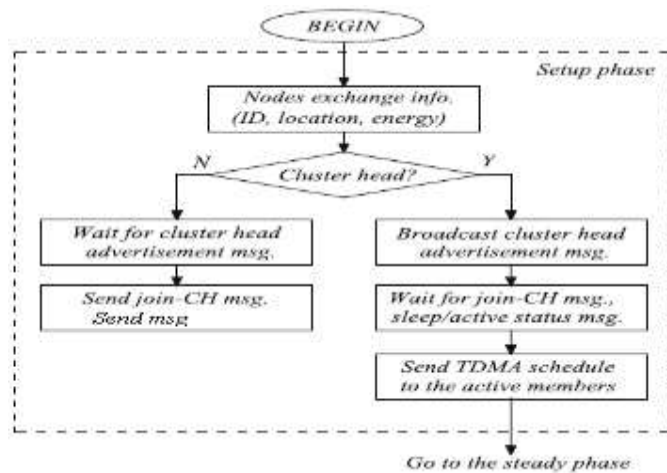 BEGIN
Setup phase
Nodes exchange info.
(ID, location, energy)
N
Y
Cluster head?
Wait for cluster head
advertisement msg.
Broadcast cluster head
advertisement msg.
Send join-CH msg.
Send msg
Wait for join-CH msg.,
sleep/active status msg.
Send TDMA schedule
to the active members
Go to the steady phase